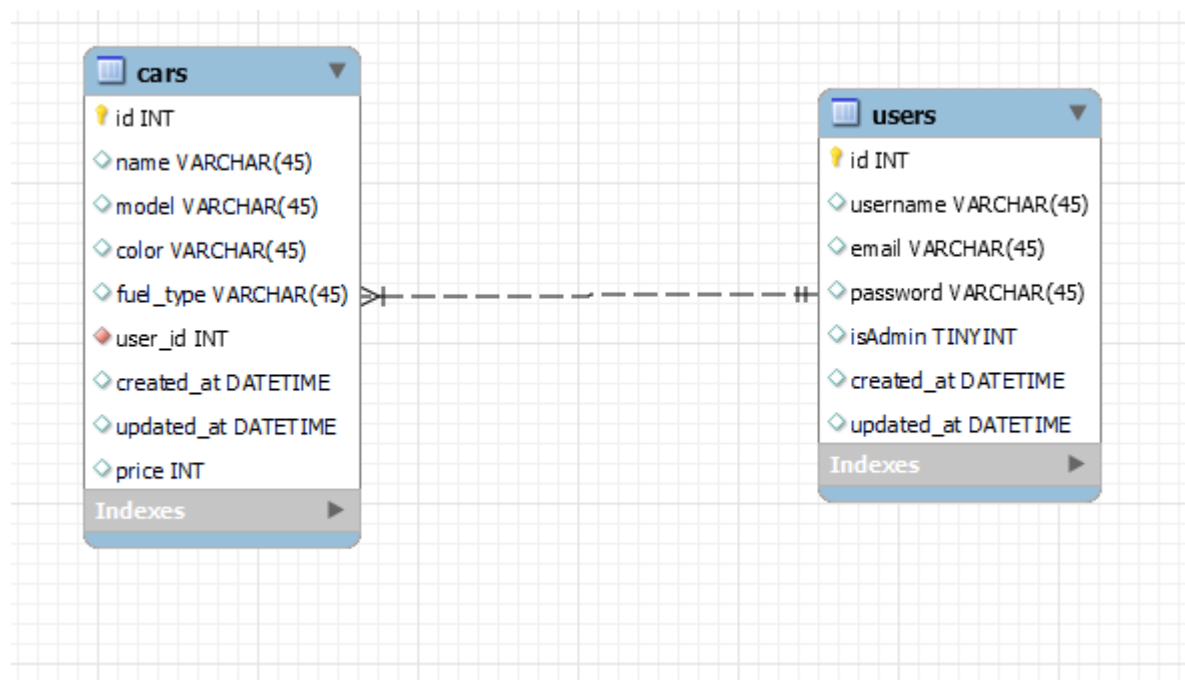 cars
id INT
name VARCHAR(45)
model VARCHAR(45)
color VARCHAR(45)
fuel_type VARCHAR(45)
user_id INT
created_at DATETIME
updated_at DATETIME
price INT
Indexes
users
id INT
username VARCHAR(45)
email VARCHAR(45)
password VARCHAR(45)
isAdmin TINYINT
created_at DATETIME
updated_at DATETIME
Indexes